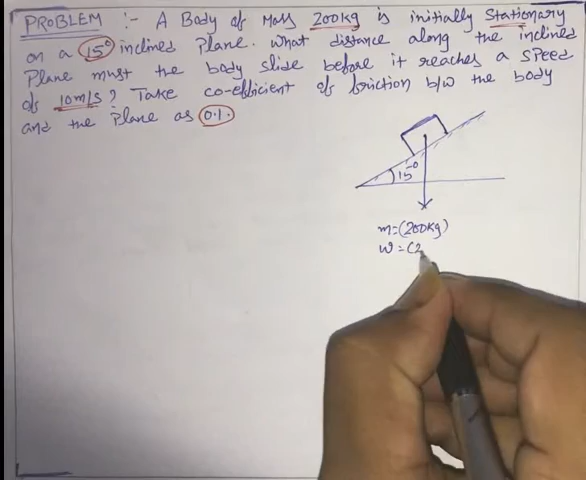 PROBLEM :- A Body of Mass 200kg is initially Stationary
on a 15° inclined Plane. What distance along the inclined
Plane must the body slide before it reaches a speed
of 10m/s? Take co-efficient of friction b/w the body
and the Plane as 0.1.
15°
m=(200kg)
W=(2